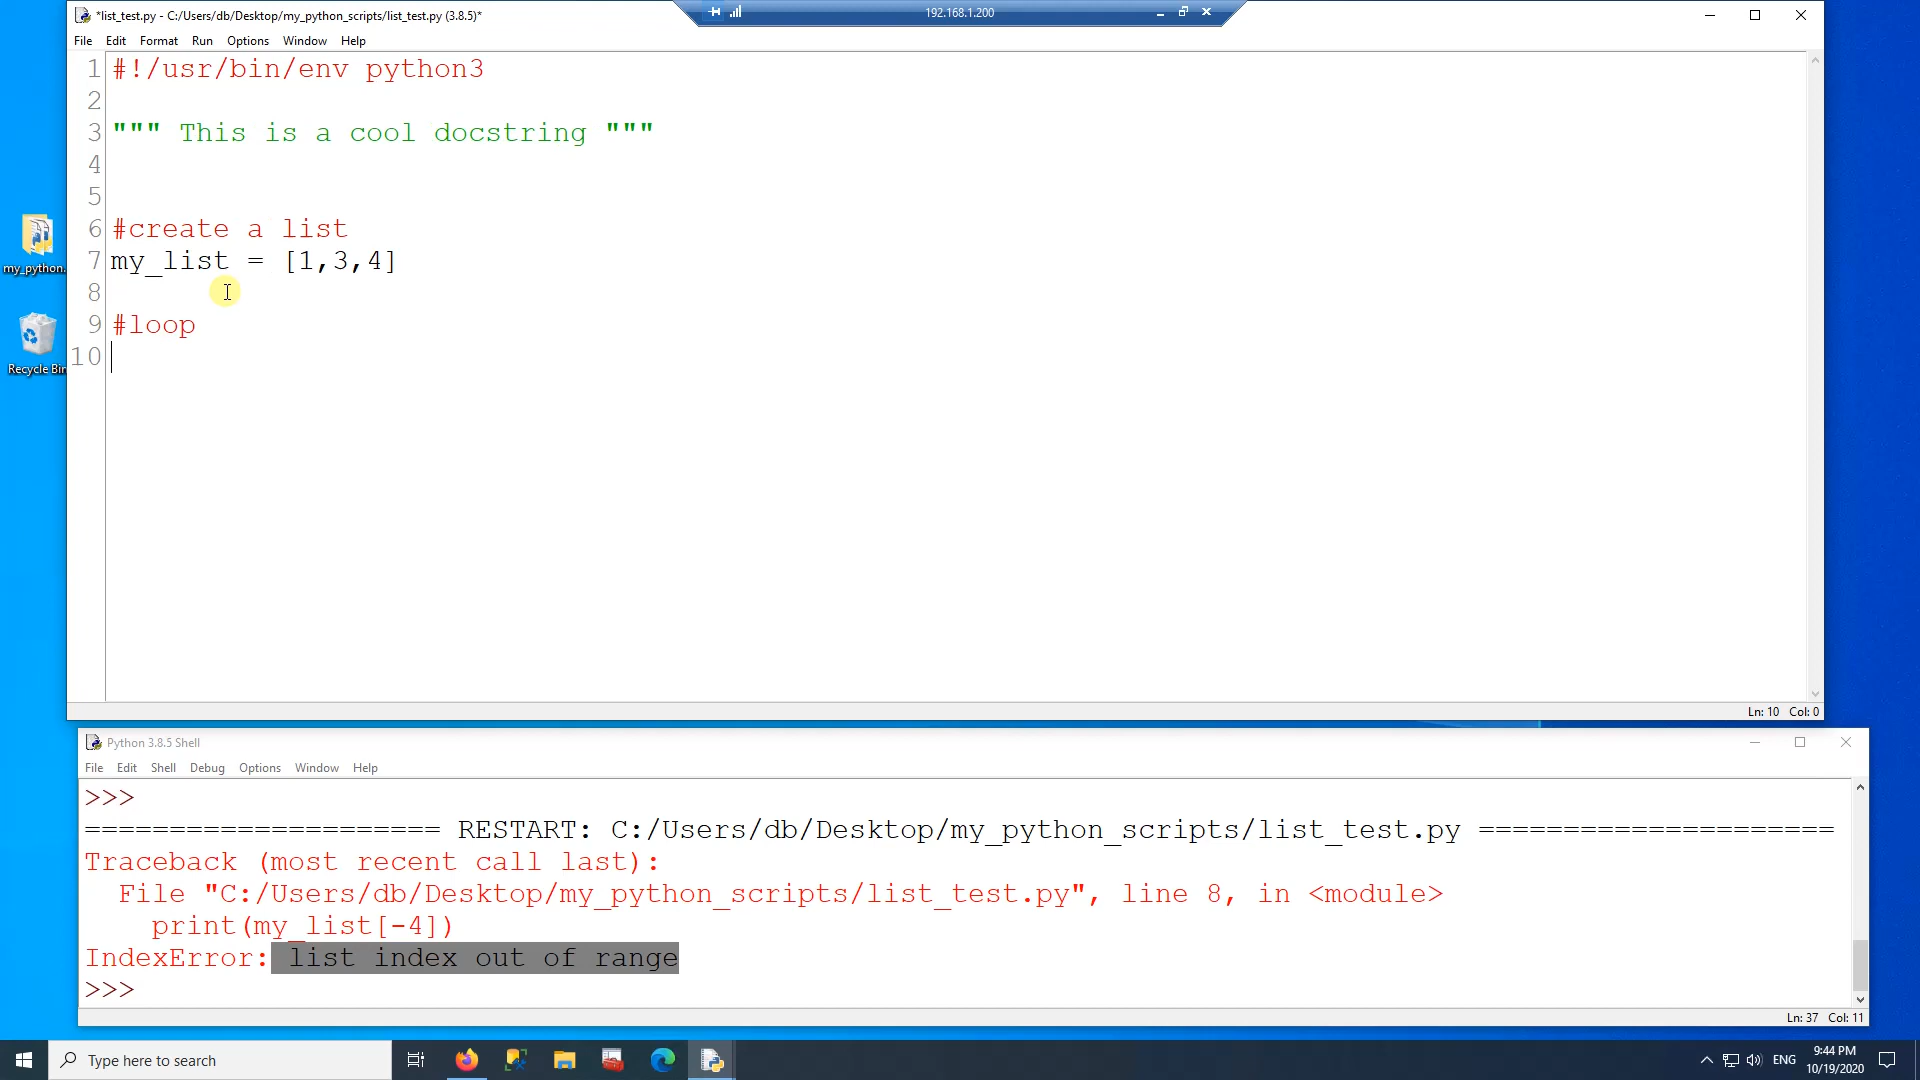 *list_test.py - C:/Users/db/Desktop/my_python_scripts/list_test.py (3.8.5)*
192.168.1.200
File Edit Format Run Options Window Help
1 #!/usr/bin/env python3
2
3 """ This is a cool docstring """
4
5
6 #create a list
7 my_list = [1,3,4]
8
9 #loop
10
my_python.
Recycle Bin
Ln: 10 Col: 0
Python 3.8.5 Shell
File Edit Shell Debug Options Window Help
>>>
===================== RESTART: C:/Users/db/Desktop/my_python_scripts/list_test.py =====================
Traceback (most recent call last):
  File "C:/Users/db/Desktop/my_python_scripts/list_test.py", line 8, in <module>
    print(my_list[-4])
IndexError: list index out of range
>>>
Ln: 37 Col: 11
Type here to search
ENG
9:44 PM
10/19/2020